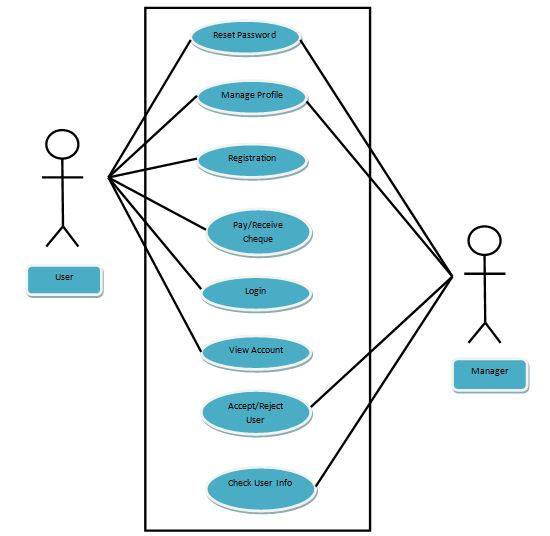 Reset Password
Manage Profile
Registration
Pay/Receive
Cheque
User
Login
View Account
Manager
Accept/Reject
User
Check User Info